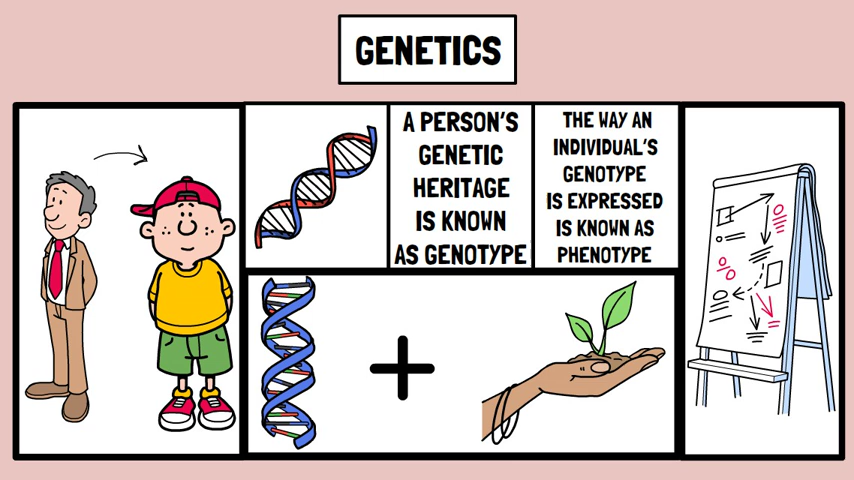 GENETICS
A PERSON'S
GENETIC
HERITAGE
IS KNOWN
AS GENOTYPE
THE WAY AN
INDIVIDUAL'S
GENOTYPE
IS EXPRESSED
IS KNOWN AS
PHENOTYPE